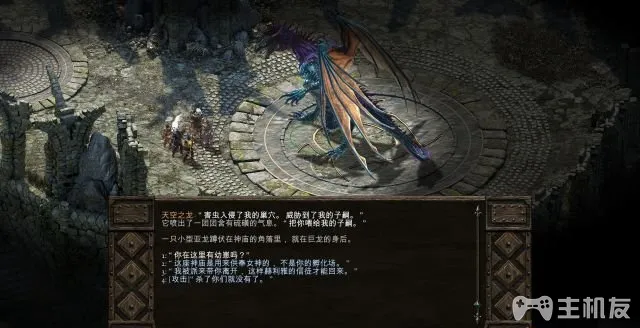 天空之龙 “害虫入侵了我的巢穴。 威胁到了我的子嗣。”
它喷出了一团团含有硫磺的气息。“把你喂给我的子嗣。”
一只小型亚龙蹲伏在神庙的角落里，就在巨龙的身后。
1: “你在这里有幼崽吗？”
2: “这座神庙是用来供奉女神的，不是你的孵化场。”
3: “我被派来带你离开，这样赫利雅的信徒才能回来。”
4: [攻击]“杀了你们就没有了。”
主机友